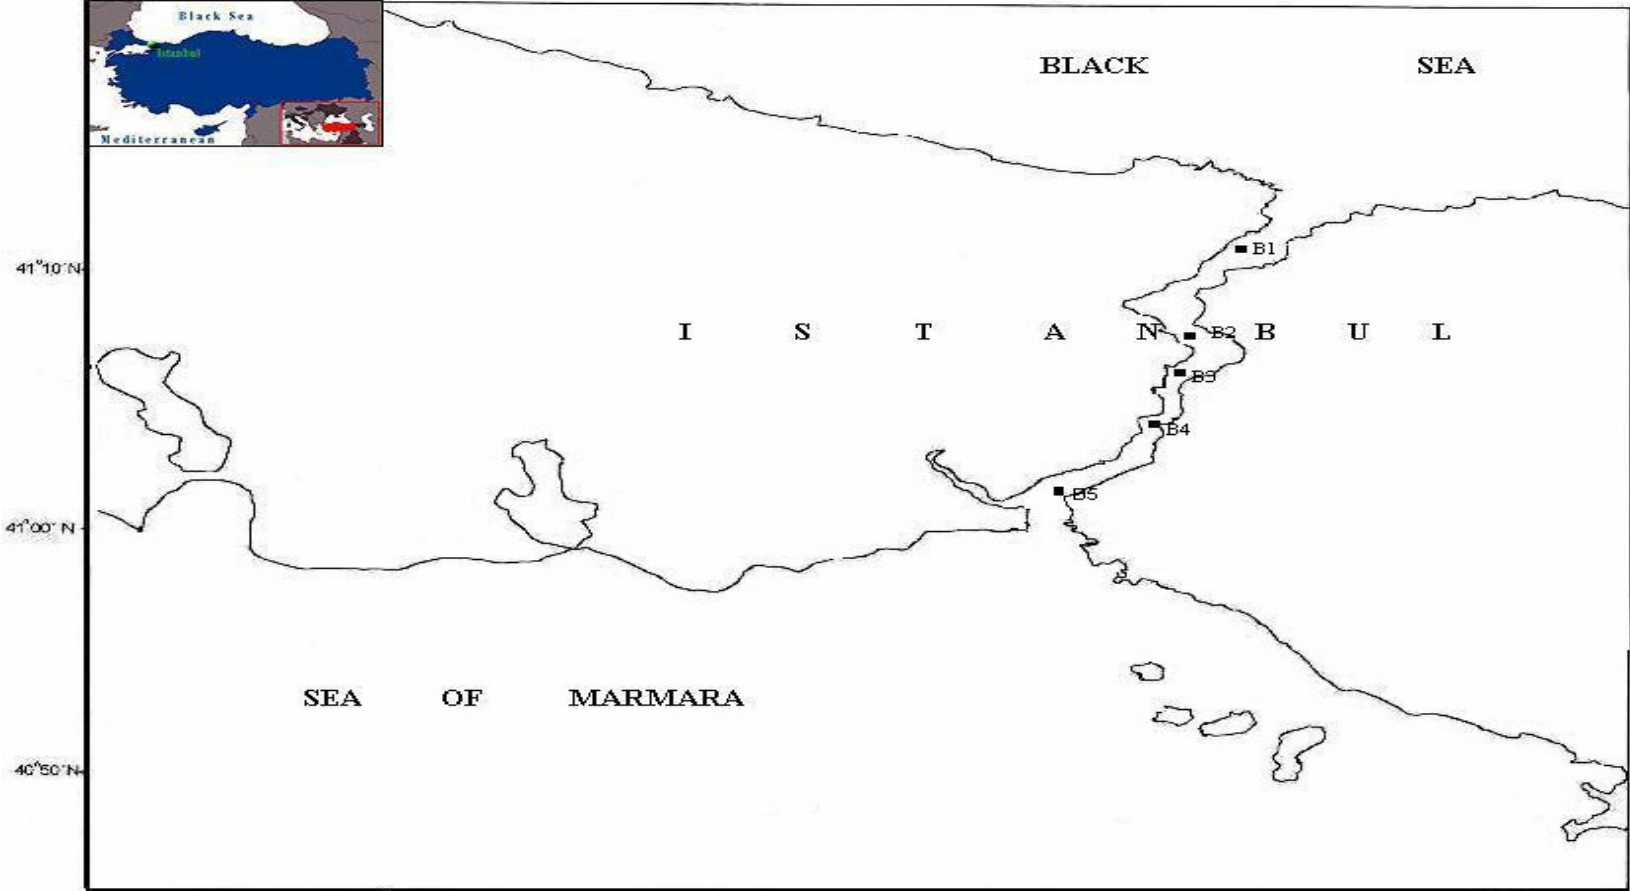 Black Sea
Istanbul
Mediterranean
BLACK SEA
B1
41°10'N
I S T A N B U L
B2
B3
B4
B5
41°00' N
SEA OF MARMARA
40°50'N